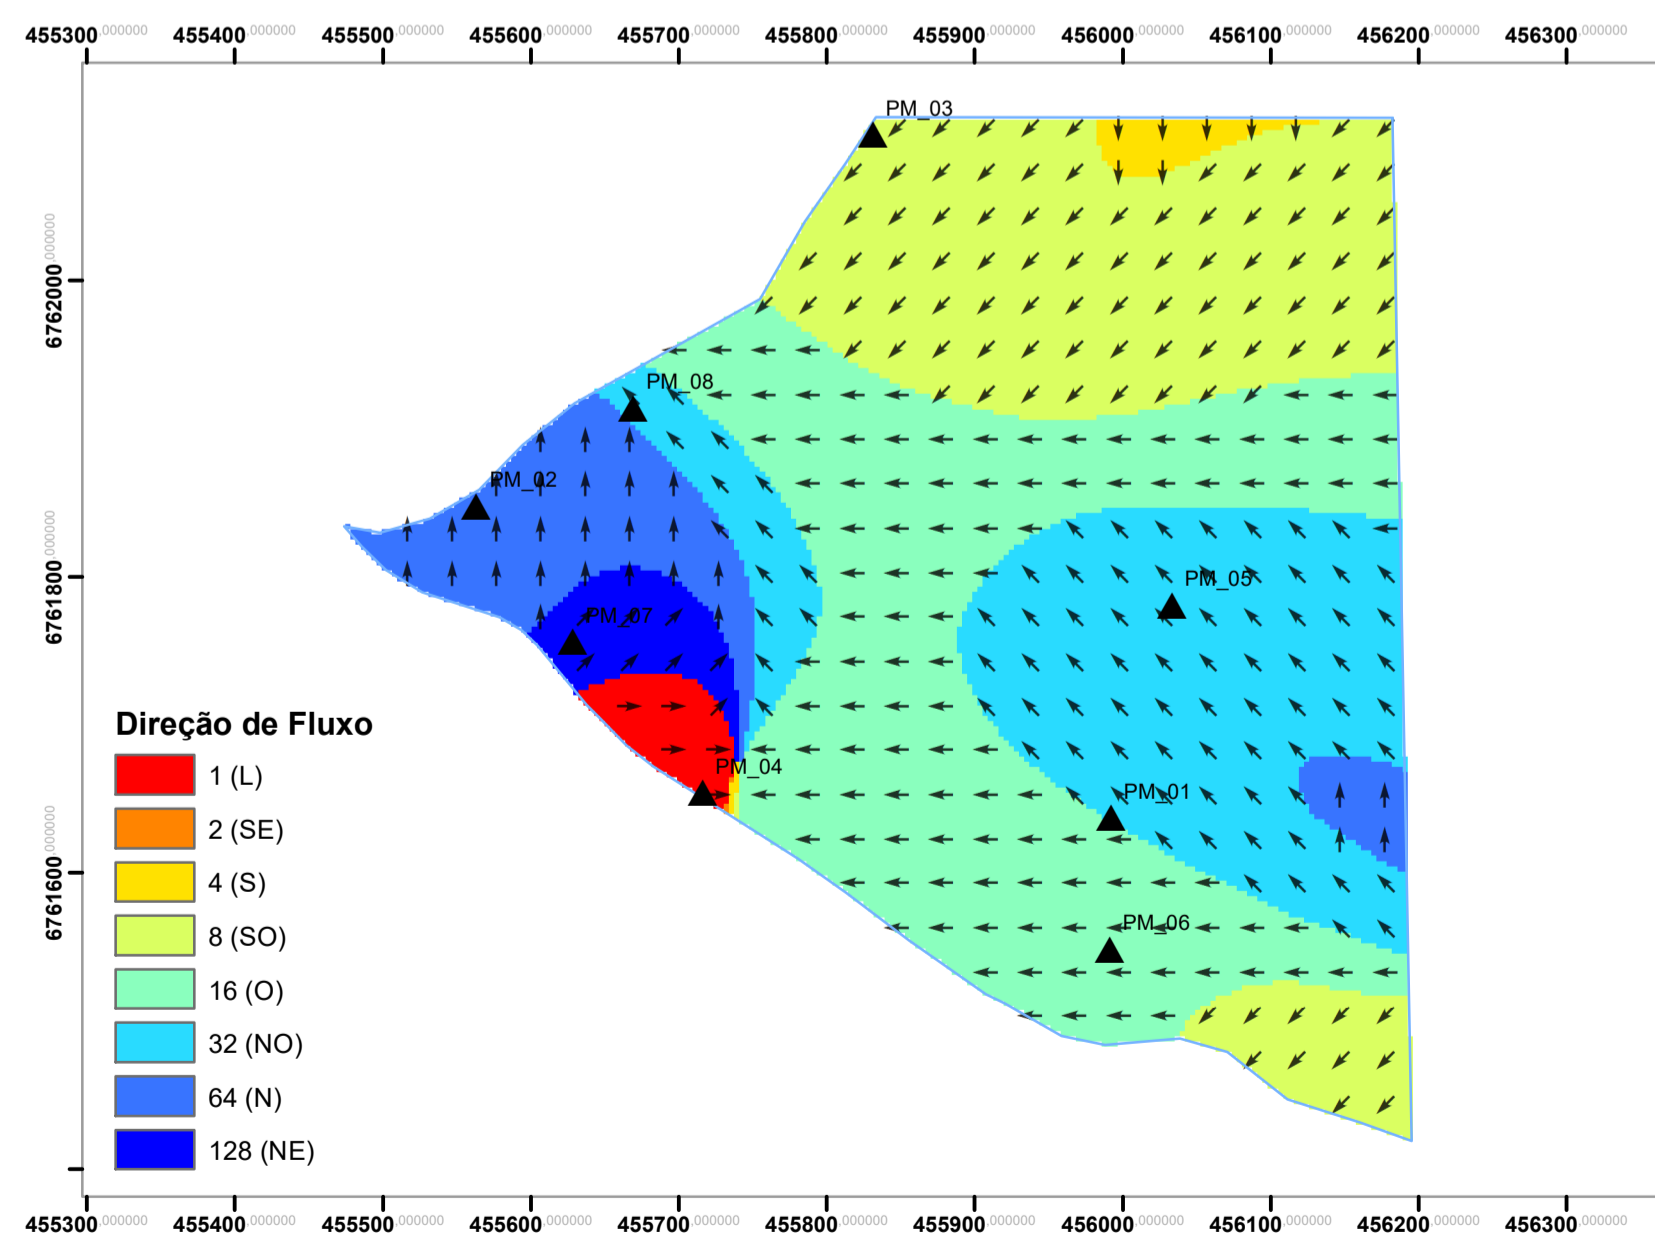 455300,000000 455400,000000 455500,000000 455600,000000 455700,000000 455800,000000 455900,000000 456000,000000 456100,000000 456200,000000 456300,000000
PM_03
6762000,000000
PM_08
PM_02
6761800,000000
PM_05
PM_07
PM_04
PM_01
6761600,000000
PM_06
Direção de Fluxo
1 (L)
2 (SE)
4 (S)
8 (SO)
16 (O)
32 (NO)
64 (N)
128 (NE)
455300,000000 455400,000000 455500,000000 455600,000000 455700,000000 455800,000000 455900,000000 456000,000000 456100,000000 456200,000000 456300,000000